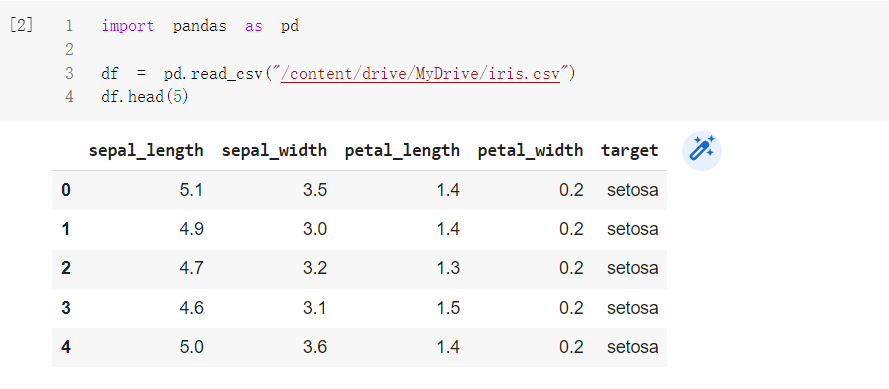 [2] 1 import pandas as pd
2
3 df = pd.read_csv("/content/drive/MyDrive/iris.csv")
4 df.head(5)
sepal_length sepal_width petal_length petal_width target
0 5.1 3.5 1.4 0.2 setosa
1 4.9 3.0 1.4 0.2 setosa
2 4.7 3.2 1.3 0.2 setosa
3 4.6 3.1 1.5 0.2 setosa
4 5.0 3.6 1.4 0.2 setosa